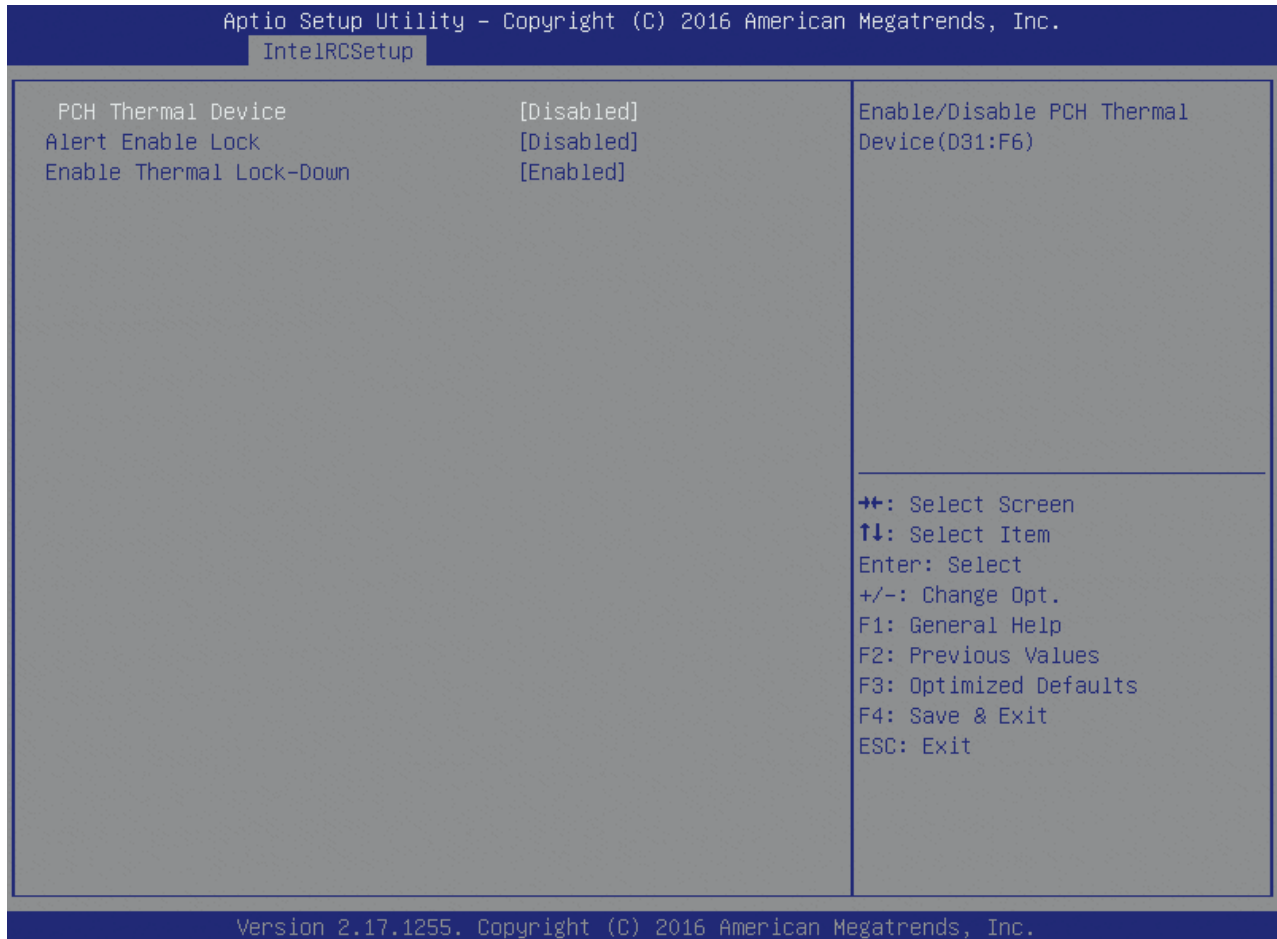 Aptio Setup Utility – Copyright (C) 2016 American Megatrends, Inc.
IntelRCSetup
PCH Thermal Device [Disabled]
Alert Enable Lock [Disabled]
Enable Thermal Lock-Down [Enabled]
Enable/Disable PCH Thermal
Device(D31:F6)
→←: Select Screen
↑↓: Select Item
Enter: Select
+/-: Change Opt.
F1: General Help
F2: Previous Values
F3: Optimized Defaults
F4: Save & Exit
ESC: Exit
Version 2.17.1255. Copyright (C) 2016 American Megatrends, Inc.